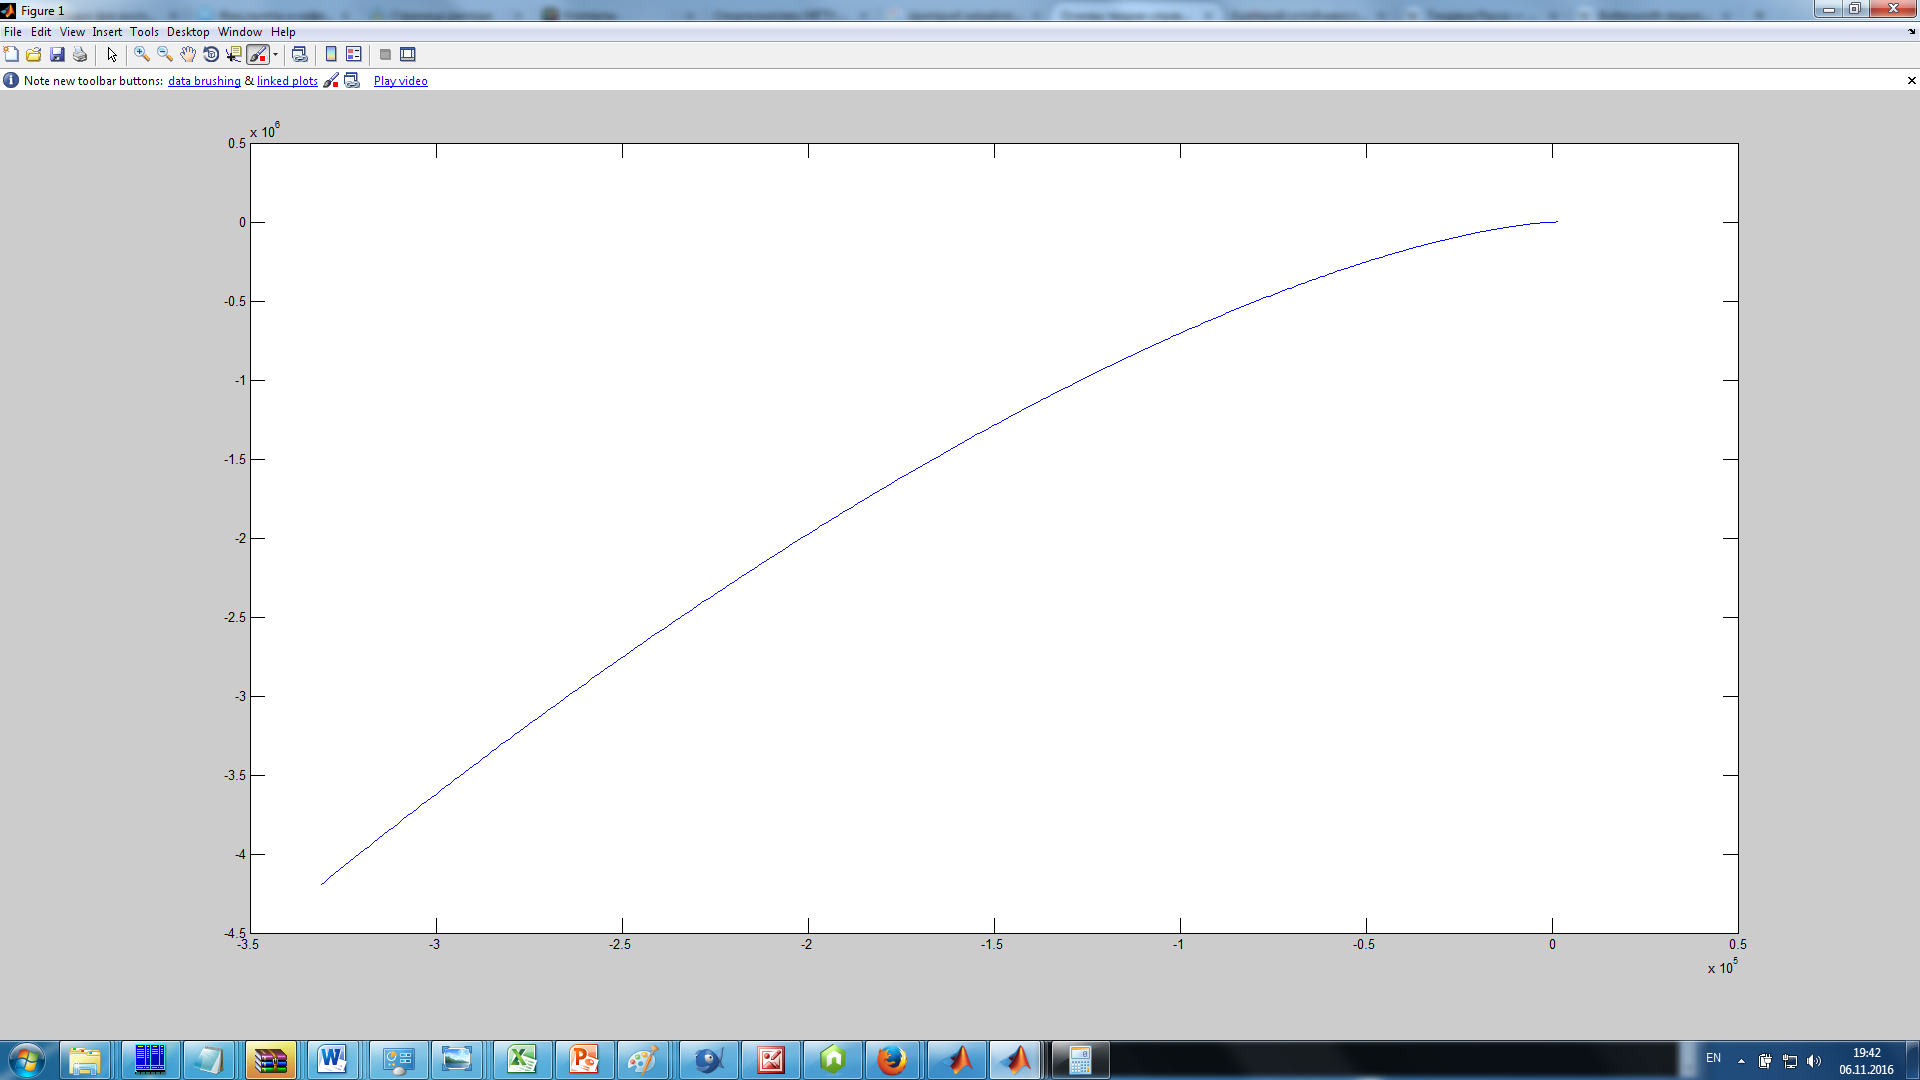 Figure 1
File Edit View Insert Tools Desktop Window Help
Note new toolbar buttons: data brushing & linked plots Play video
x 10^6
0.5
0
-0.5
-1
-1.5
-2
-2.5
-3
-3.5
-4
-4.5
-3.5 -3 -2.5 -2 -1.5 -1 -0.5 0 0.5
x 10^5
EN
19:42
06.11.2016